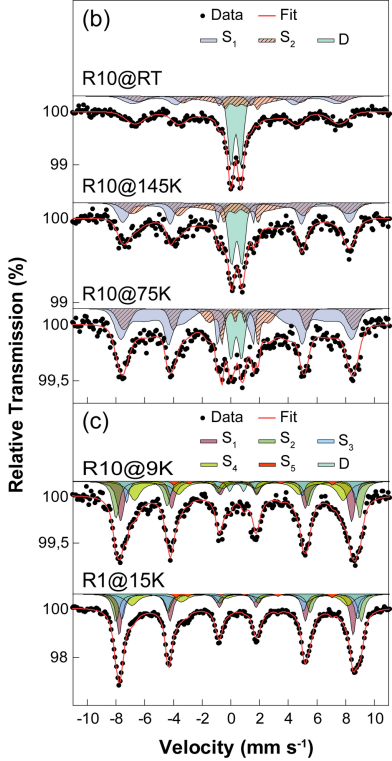 (b)
Data Fit
S1 S2 D
R10@RT
100
99
R10@145K
100
99
R10@75K
100
99.5
Relative Transmission (%)
(c)
Data Fit
S1 S2 S3
S4 S5 D
R10@9K
100
99.5
R1@15K
100
98
-11 -8 -6 -4 -2 0 2 4 6 8 11
Velocity (mm s-1)